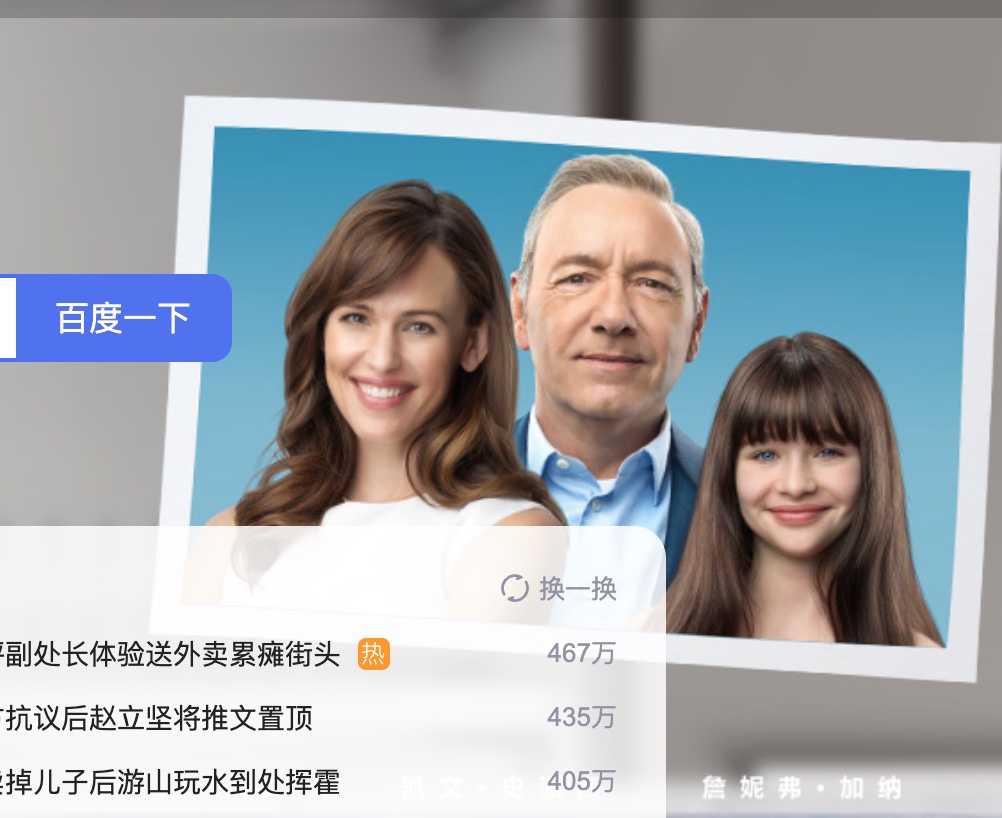 百度一下
换一换
副处长体验送外卖累瘫街头 热 467万
抗议后赵立坚将推文置顶 435万
掉儿子后游山玩水到处挥霍 405万
凯文·史 詹妮弗·加纳